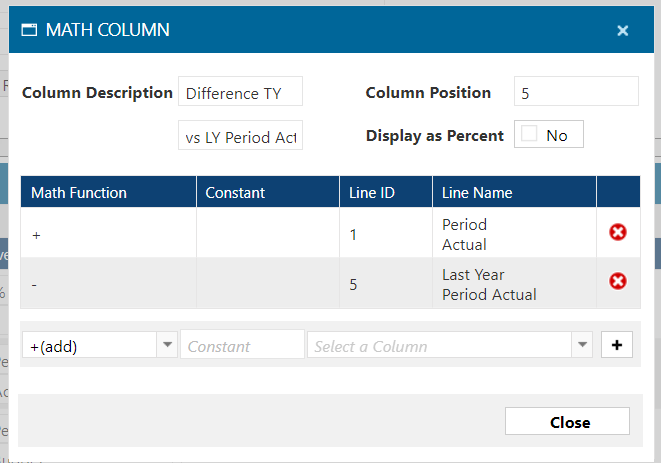 MATH COLUMN
Column Description Difference TY Column Position 5
vs LY Period Act Display as Percent No
Math Function Constant Line ID Line Name
+ 1 Period
Actual
- 5 Last Year
Period Actual
+(add) Constant Select a Column +
Close